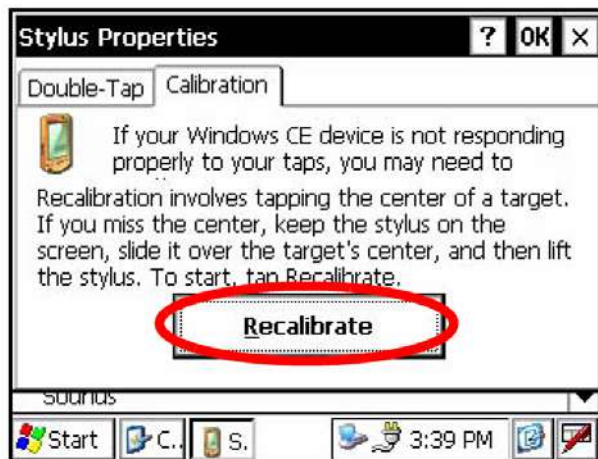 Stylus Properties ? OK ×
Double-Tap Calibration
If your Windows CE device is not responding
properly to your taps, you may need to
Recalibration involves tapping the center of a target.
If you miss the center, keep the stylus on the
screen, slide it over the target's center, and then lift
the stylus. To start, tap Recalibrate.
Recalibrate
Sounds
Start C.. S. 3:39 PM